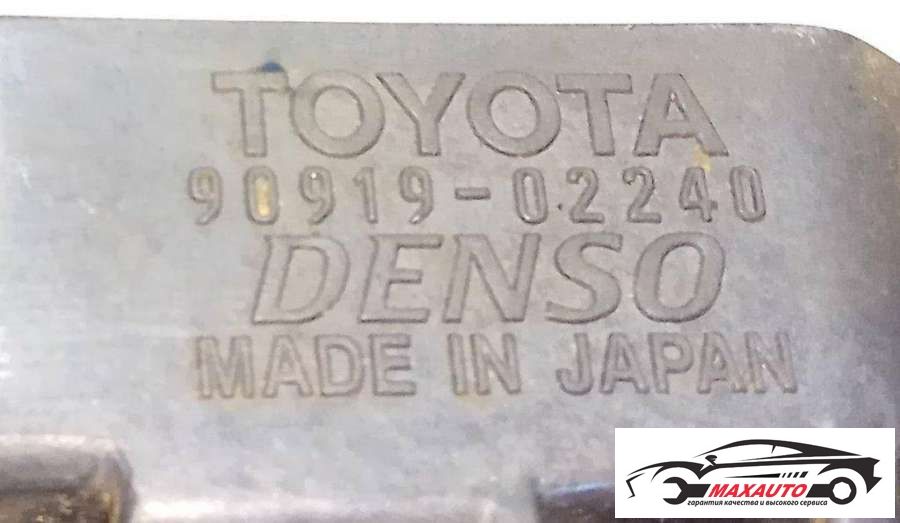 TOYOTA
90919-02240
DENSO
MADE IN JAPAN
MAXAUTO
гарантия качества и высокого сервиса